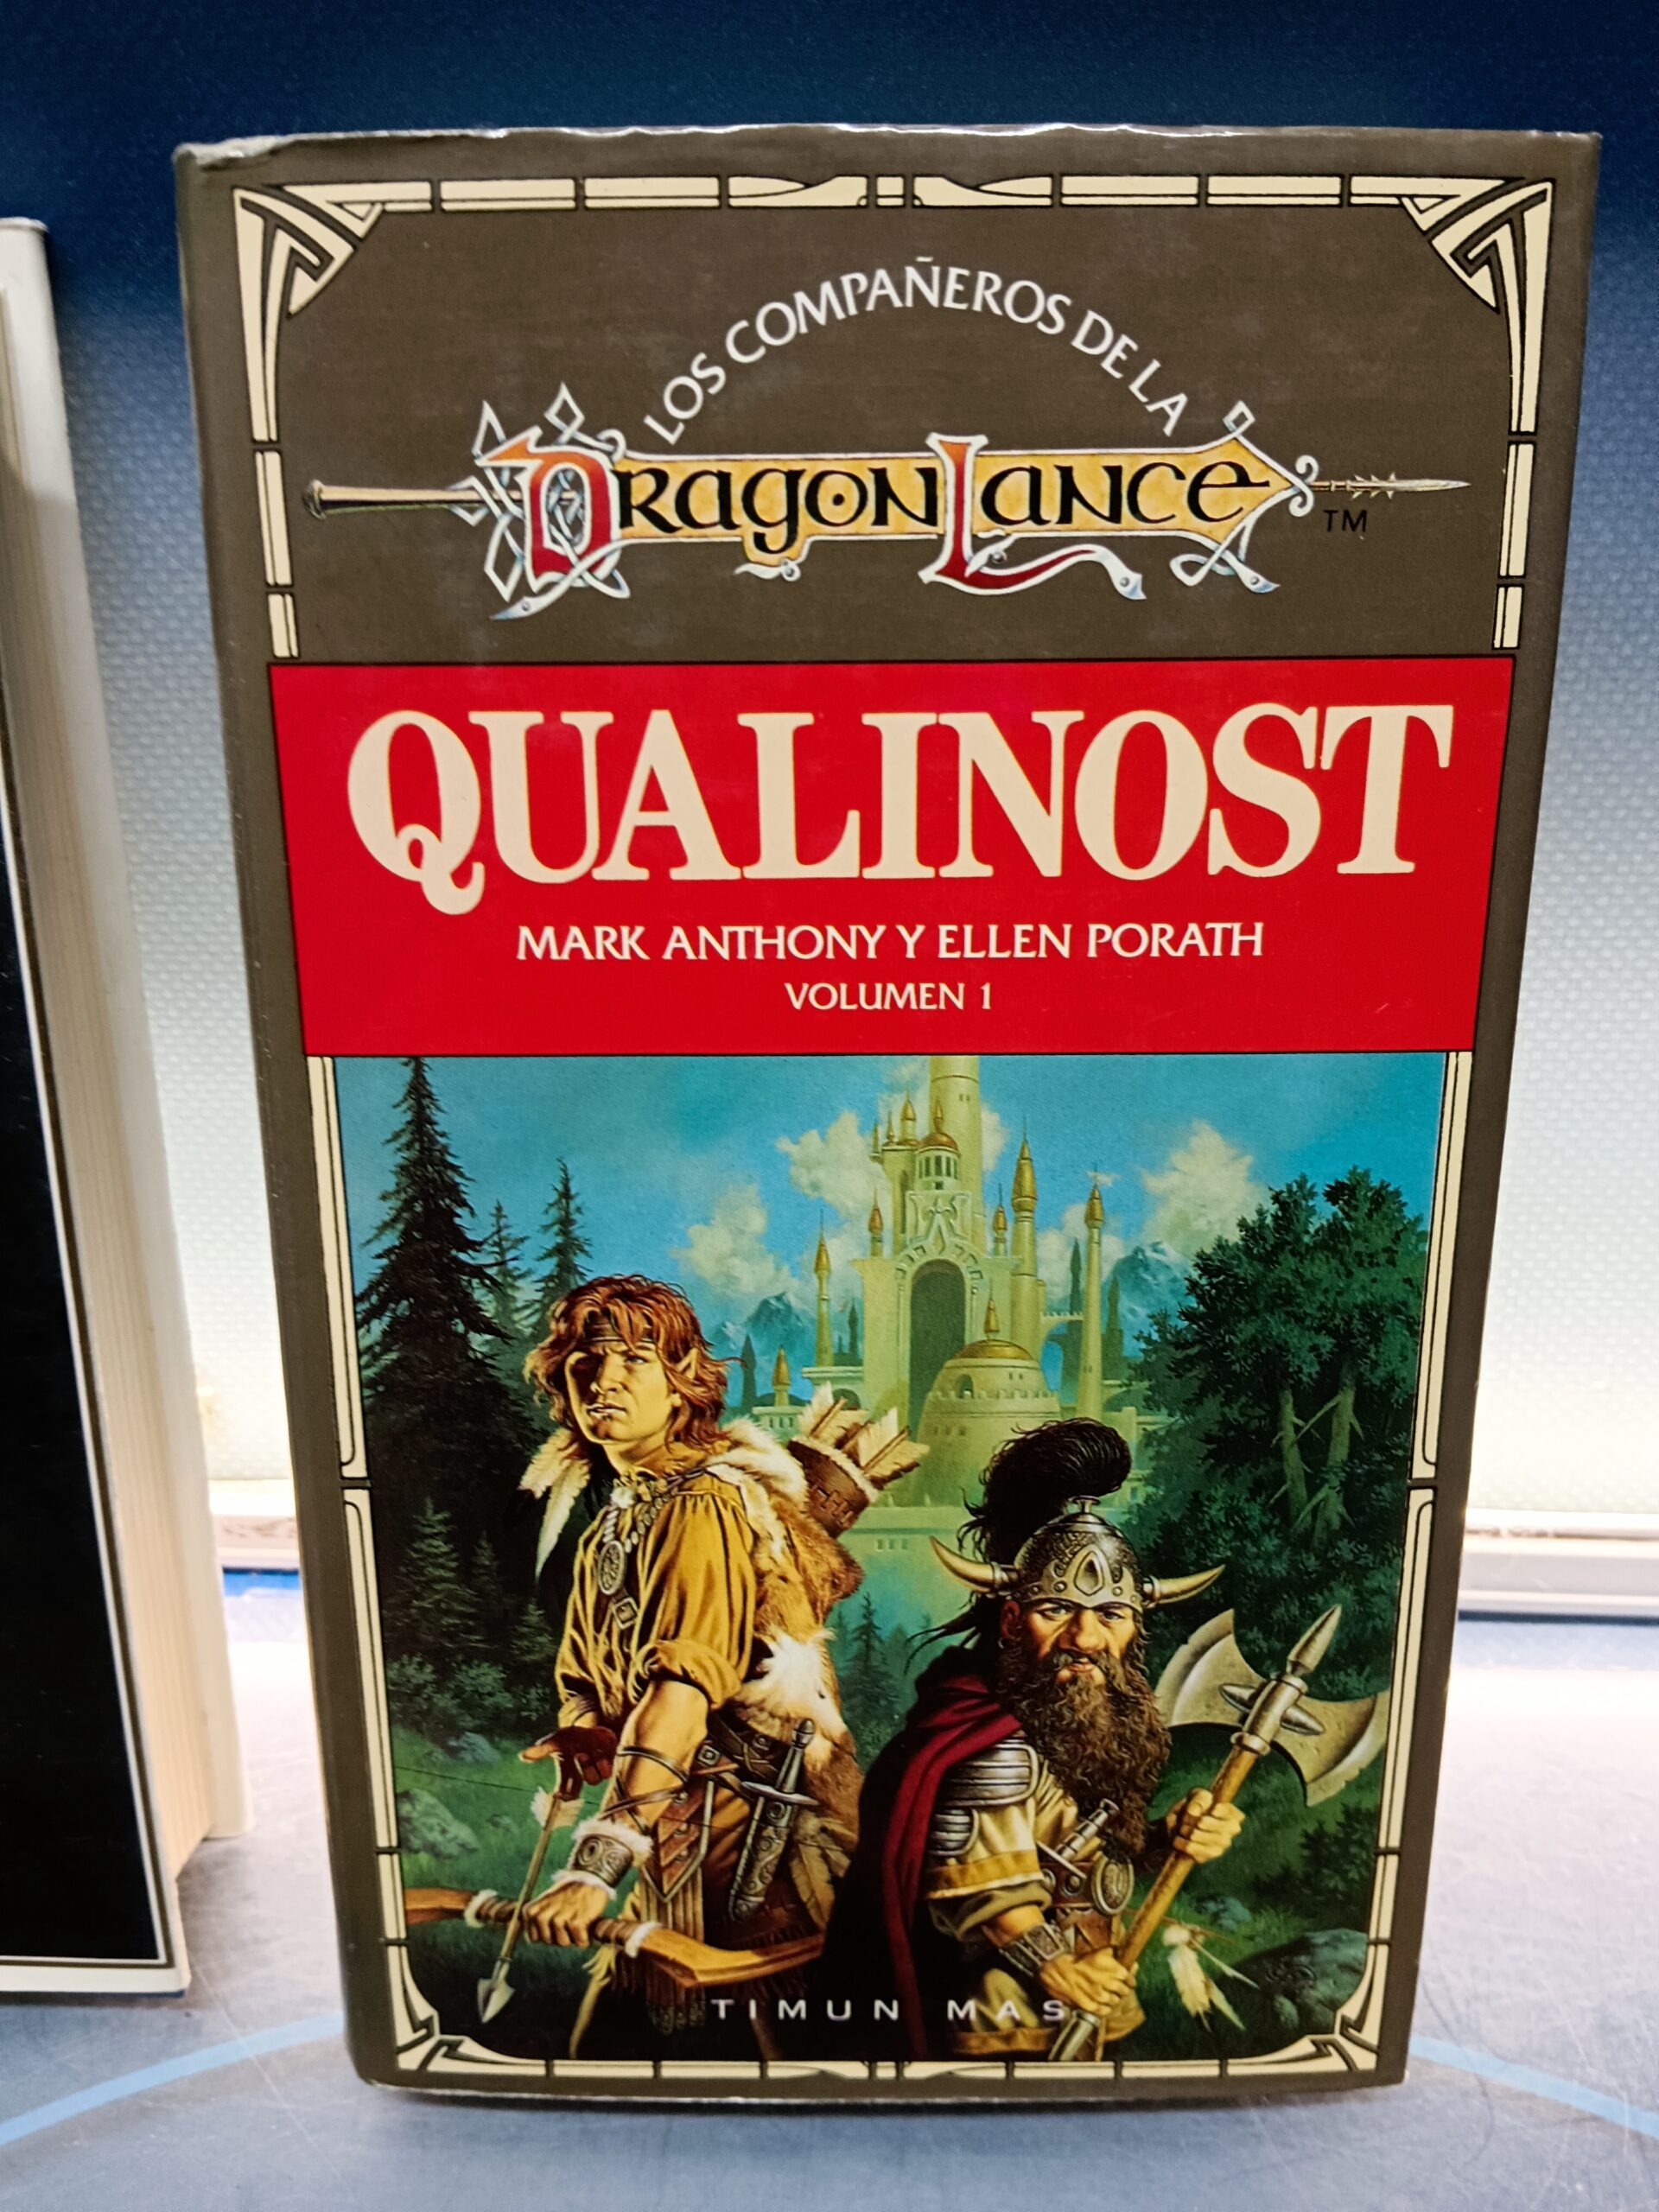 LOS COMPAÑEROS DE LA
DRAGONLANCE TM
QUALINOST
MARK ANTHONY Y ELLEN PORATH
VOLUMEN 1
TIMUN MAS